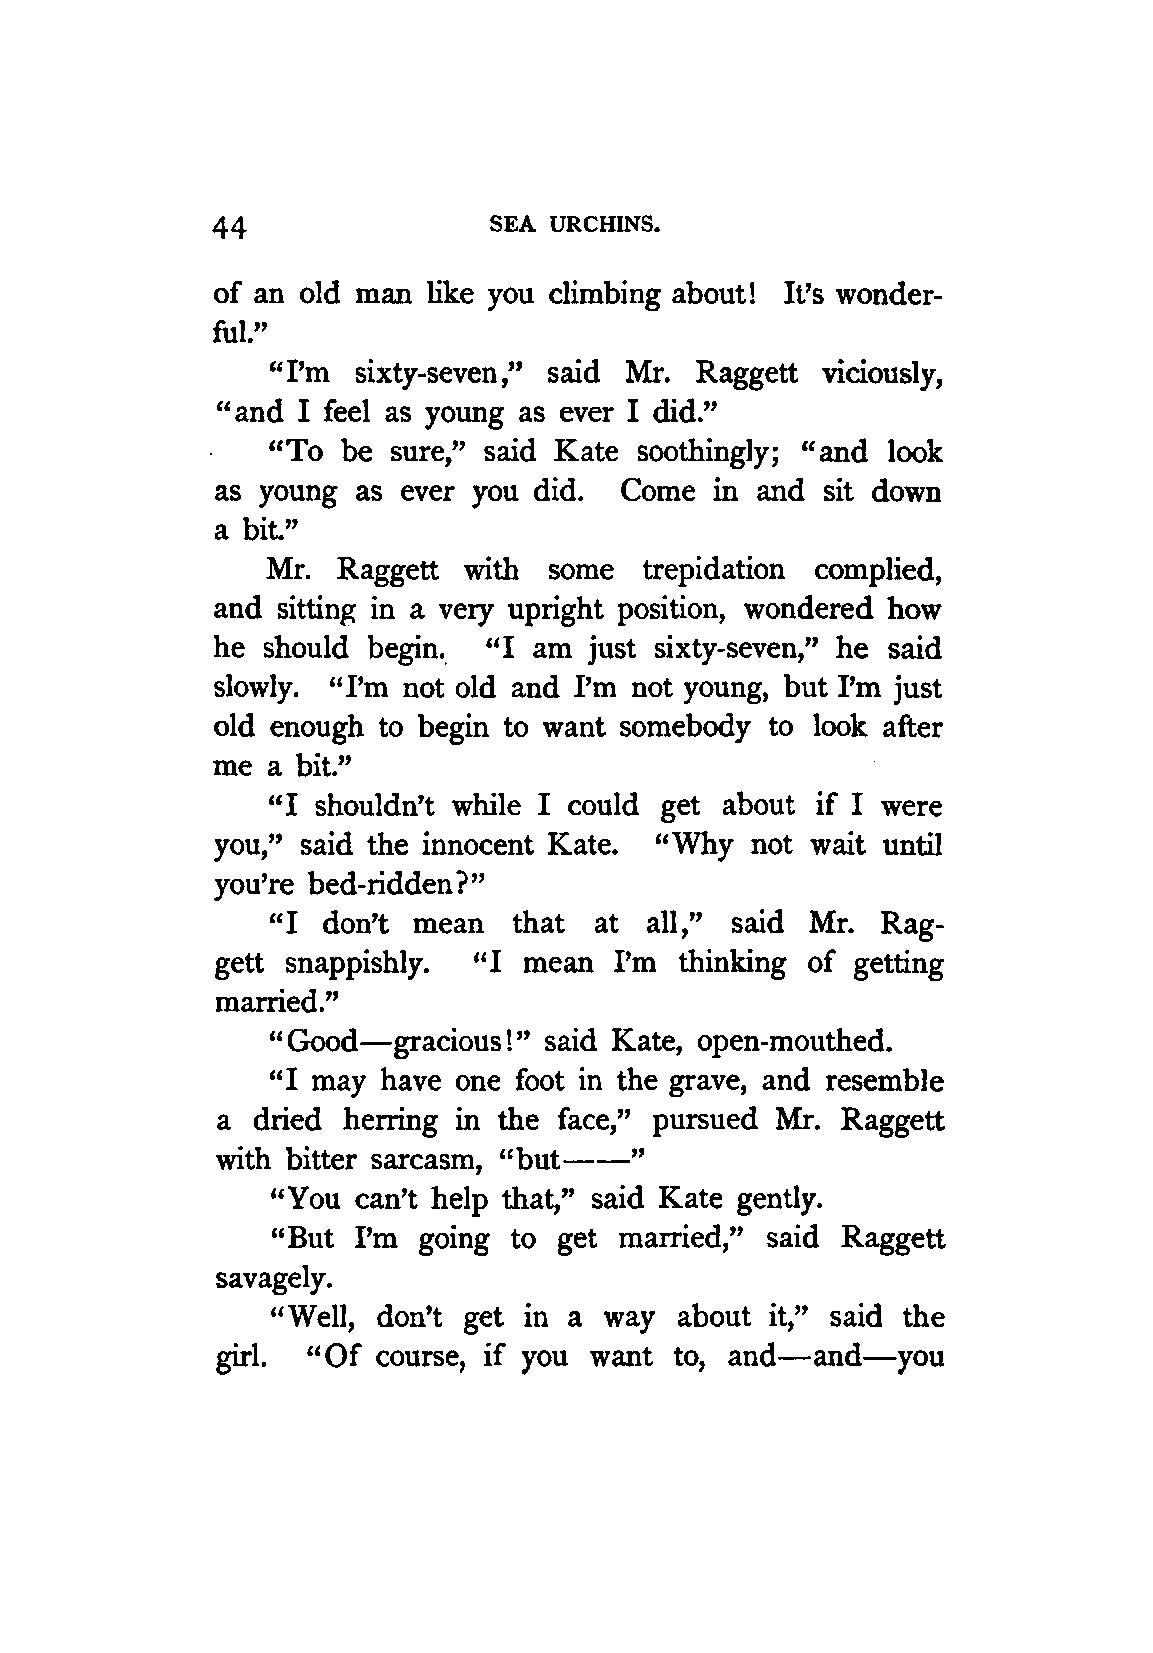 44 SEA URCHINS.
of an old man like you climbing about! It's wonder-
ful."
"I'm sixty-seven," said Mr. Raggett viciously,
"and I feel as young as ever I did."
"To be sure," said Kate soothingly; "and look
as young as ever you did. Come in and sit down
a bit."
Mr. Raggett with some trepidation complied,
and sitting in a very upright position, wondered how
he should begin. "I am just sixty-seven," he said
slowly. "I'm not old and I'm not young, but I'm just
old enough to begin to want somebody to look after
me a bit."
"I shouldn't while I could get about if I were
you," said the innocent Kate. "Why not wait until
you're bed-ridden?"
"I don't mean that at all," said Mr. Rag-
gett snappishly. "I mean I'm thinking of getting
married."
"Good—gracious!" said Kate, open-mouthed.
"I may have one foot in the grave, and resemble
a dried herring in the face," pursued Mr. Raggett
with bitter sarcasm, "but——"
"You can't help that," said Kate gently.
"But I'm going to get married," said Raggett
savagely.
"Well, don't get in a way about it," said the
girl. "Of course, if you want to, and—and—you